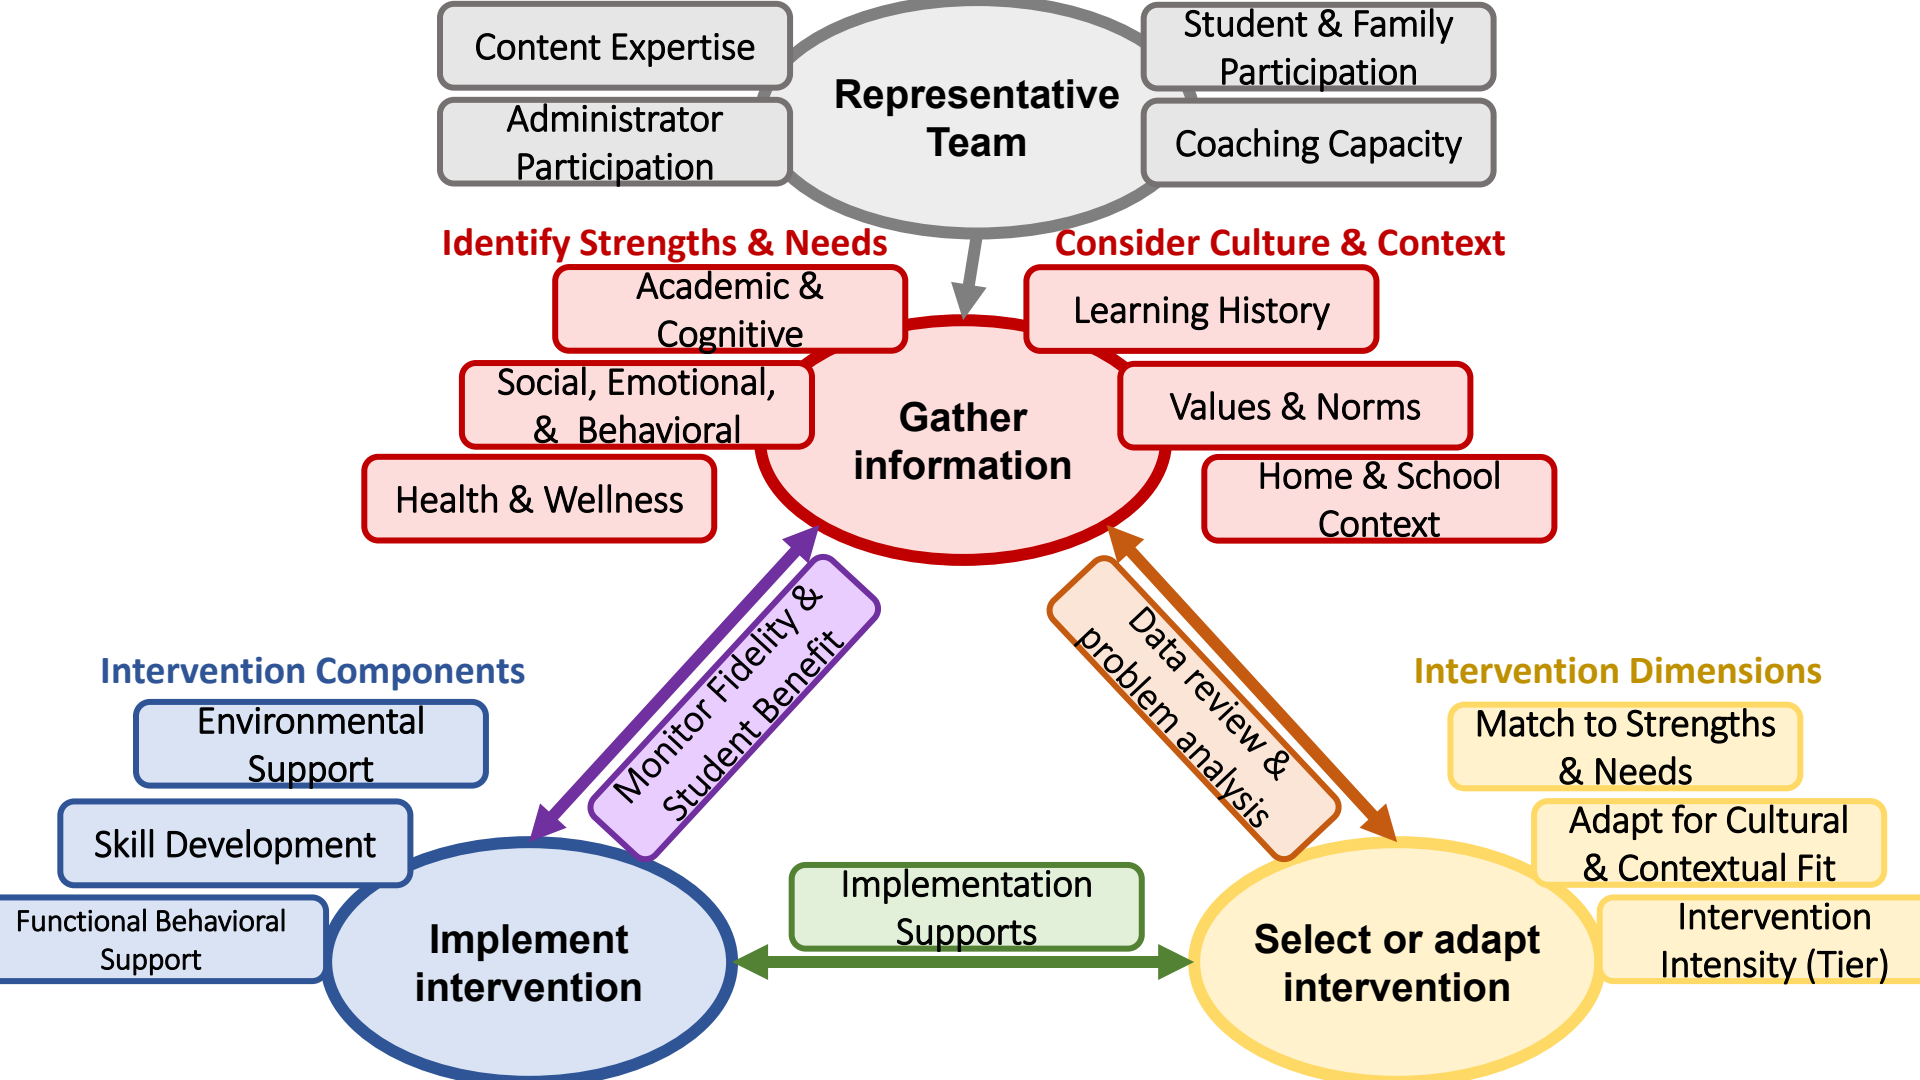 Content Expertise
Administrator
Participation
Representative
Team
Student & Family
Participation
Coaching Capacity
Identify Strengths & Needs
Academic &
Cognitive
Social, Emotional,
& Behavioral
Health & Wellness
Consider Culture & Context
Learning History
Values & Norms
Home & School
Context
Gather
information
Monitor Fidelity &
Student Benefit
Data review &
problem analysis
Intervention Components
Environmental
Support
Skill Development
Functional Behavioral
Support
Implement
intervention
Implementation
Supports
Intervention Dimensions
Match to Strengths
& Needs
Adapt for Cultural
& Contextual Fit
Intervention
Intensity (Tier)
Select or adapt
intervention